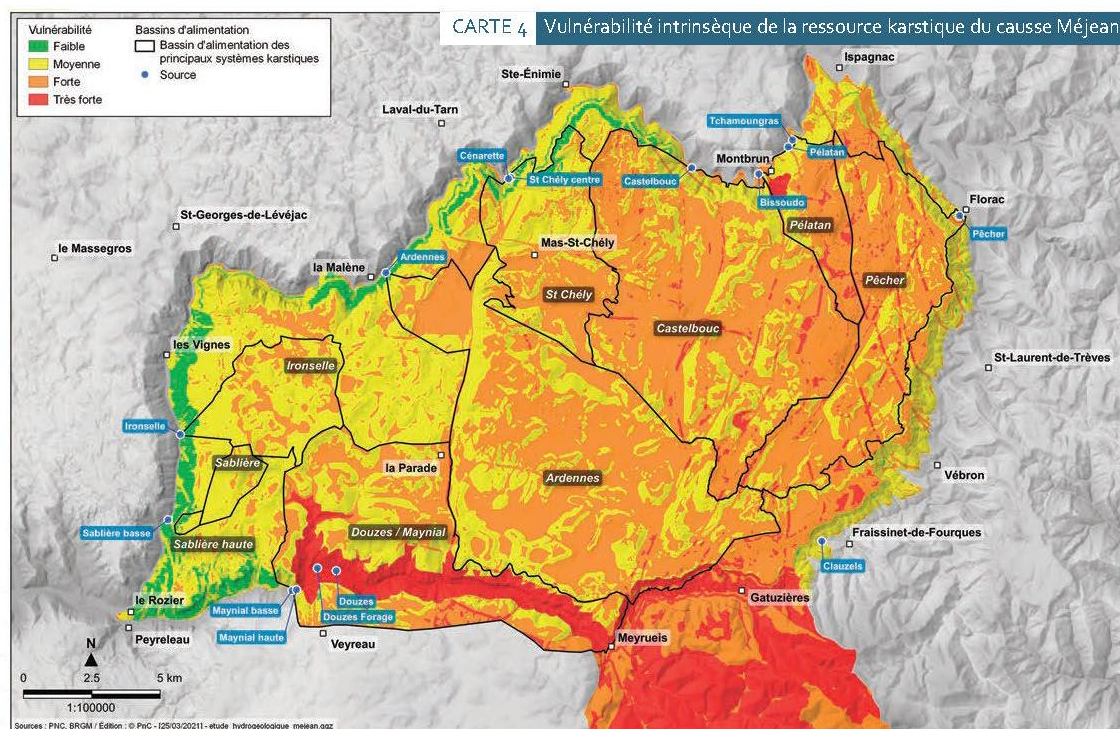 CARTE 4 Vulnérabilité intrinsèque de la ressource karstique du causse Méjean
Vulnérabilité
Faible
Moyenne
Forte
Très forte
Bassins d'alimentation
Bassin d'alimentation des
principaux systèmes karstiques
Source
Ispagnac
Ste-Énimie
Laval-du-Tarn
Tchamoungras
Pélatan
Montbrun
Cénarette
St Chély centre
Castelbouc
Bissoudo
Florac
Pêcher
St-Georges-de-Lévéjac
Pélatan
le Massegros
Mas-St-Chély
Ardennes
la Malène
Pêcher
St Chély
Castelbouc
les Vignes
Ironselle
St-Laurent-de-Trèves
Ironselle
Sablière
la Parade
Ardennes
Vébron
Sablière basse
Douzes / Maynial
Sablière haute
Fraissinet-de-Fourques
Clauzels
le Rozier
Maynial basse
Douzes
Douzes Forage
Gatuzières
Peyreleau
Maynial haute
Veyreau
Meyrueis
N
0 2.5 5 km
1:100000
Sources : PNC, BRGM / Édition : © PnC - [25/03/2021] - etude_hydrogeologique_mejean.qgz